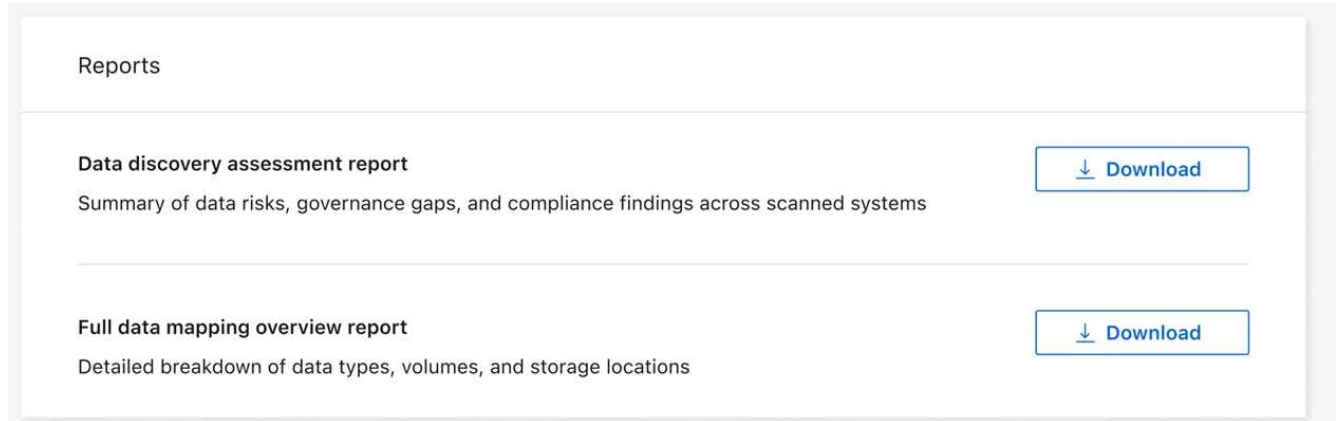 Reports
Data discovery assessment report
Download
Summary of data risks, governance gaps, and compliance findings across scanned systems
Full data mapping overview report
Download
Detailed breakdown of data types, volumes, and storage locations